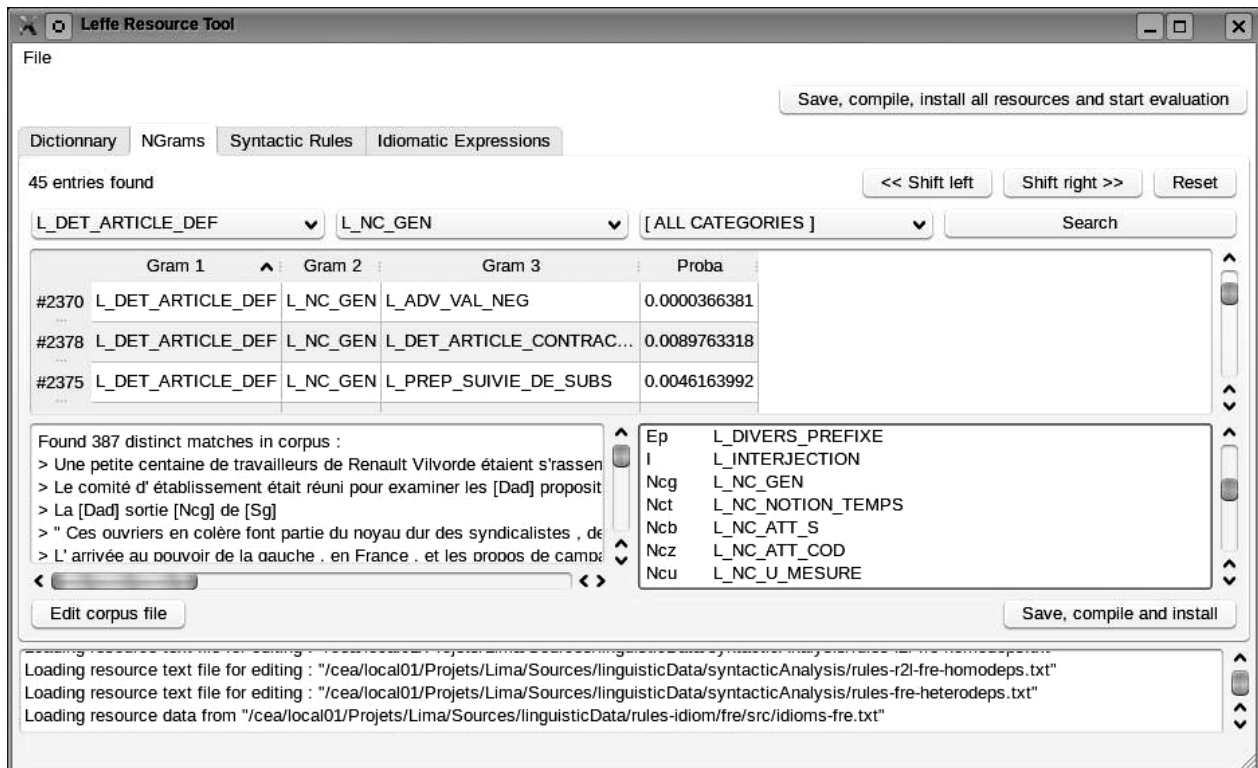 Leffe Resource Tool
File
Save, compile, install all resources and start evaluation
Dictionnary NGrams Syntactic Rules Idiomatic Expressions
45 entries found << Shift left Shift right >> Reset
L_DET_ARTICLE_DEF L_NC_GEN [ ALL CATEGORIES ] Search
Gram 1 Gram 2 Gram 3 Proba
#2370 L_DET_ARTICLE_DEF L_NC_GEN L_ADV_VAL_NEG 0.0000366381
#2378 L_DET_ARTICLE_DEF L_NC_GEN L_DET_ARTICLE_CONTRAC... 0.0089763318
#2375 L_DET_ARTICLE_DEF L_NC_GEN L_PREP_SUIVIE_DE_SUBS 0.0046163992
Found 387 distinct matches in corpus :
> Une petite centaine de travailleurs de Renault Vilvorde étaient s'rassen
> Le comité d' établissement était réuni pour examiner les [Dad] proposit
> La [Dad] sortie [Ncg] de [Sg]
> " Ces ouvriers en colère font partie du noyau dur des syndicalistes , de
> L' arrivée au pouvoir de la gauche , en France , et les propos de campa
Ep L_DIVERS_PREFIXE
I L_INTERJECTION
Ncg L_NC_GEN
Nct L_NC_NOTION_TEMPS
Ncb L_NC_ATT_S
Ncz L_NC_ATT_COD
Ncu L_NC_U_MESURE
Edit corpus file Save, compile and install
Loading resource text file for editing : "/cea/local01/Projets/Lima/Sources/linguisticData/syntacticAnalysis/rules-r2l-fre-homodeps.txt"
Loading resource text file for editing : "/cea/local01/Projets/Lima/Sources/linguisticData/syntacticAnalysis/rules-fre-heterodeps.txt"
Loading resource data from "/cea/local01/Projets/Lima/Sources/linguisticData/rules-idiom/fre/src/idioms-fre.txt"